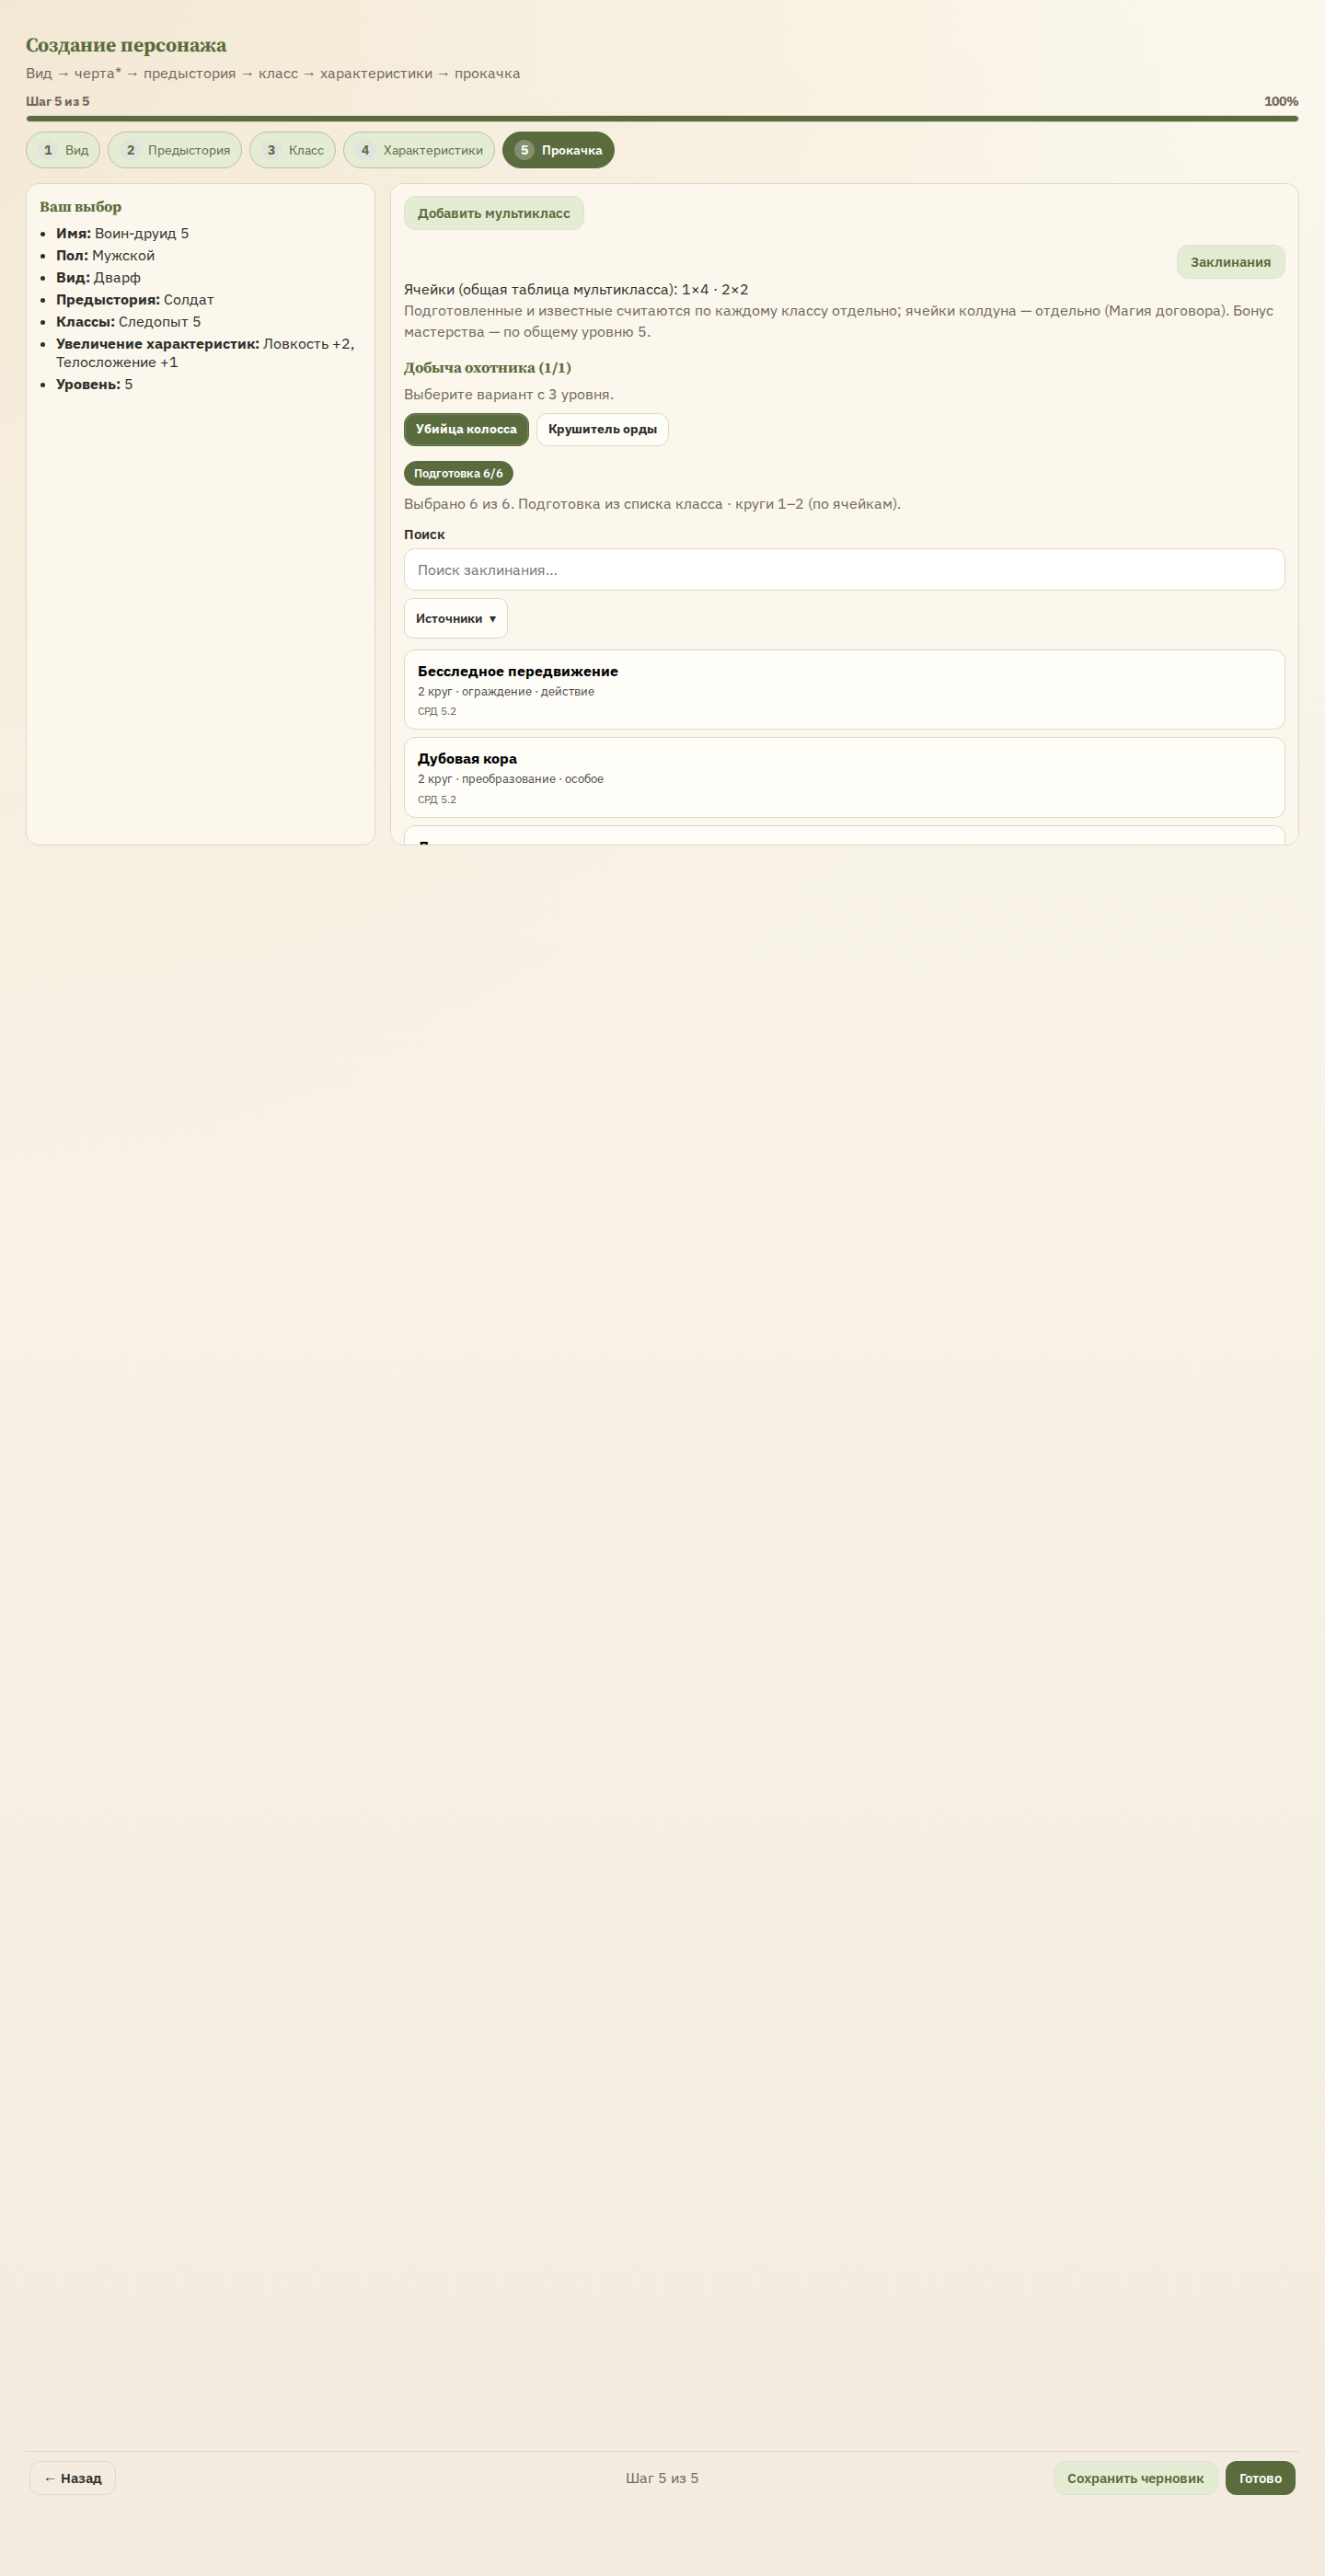 Создание персонажа
Вид → черта* → предыстория → класс → характеристики → прокачка
Шаг 5 из 5 100%
1 Вид 2 Предыстория 3 Класс 4 Характеристики 5 Прокачка
Ваш выбор
• Имя: Воин-друид 5
• Пол: Мужской
• Вид: Дварф
• Предыстория: Солдат
• Классы: Следопыт 5
• Увеличение характеристик: Ловкость +2,
Телосложение +1
• Уровень: 5
Добавить мультикласс
Заклинания
Ячейки (общая таблица мультикласса): 1×4 · 2×2
Подготовленные и известные считаются по каждому классу отдельно; ячейки колдуна — отдельно (Магия договора). Бонус
мастерства — по общему уровню 5.
Добыча охотника (1/1)
Выберите вариант с 3 уровня.
Убийца колосса Крушитель орды
Подготовка 6/6
Выбрано 6 из 6. Подготовка из списка класса · круги 1–2 (по ячейкам).
Поиск
Поиск заклинания...
Источники ▾
Бесследное передвижение
2 круг · ограждение · действие
СРД 5.2
Дубовая кора
2 круг · преобразование · особое
СРД 5.2
← Назад Шаг 5 из 5 Сохранить черновик Готово